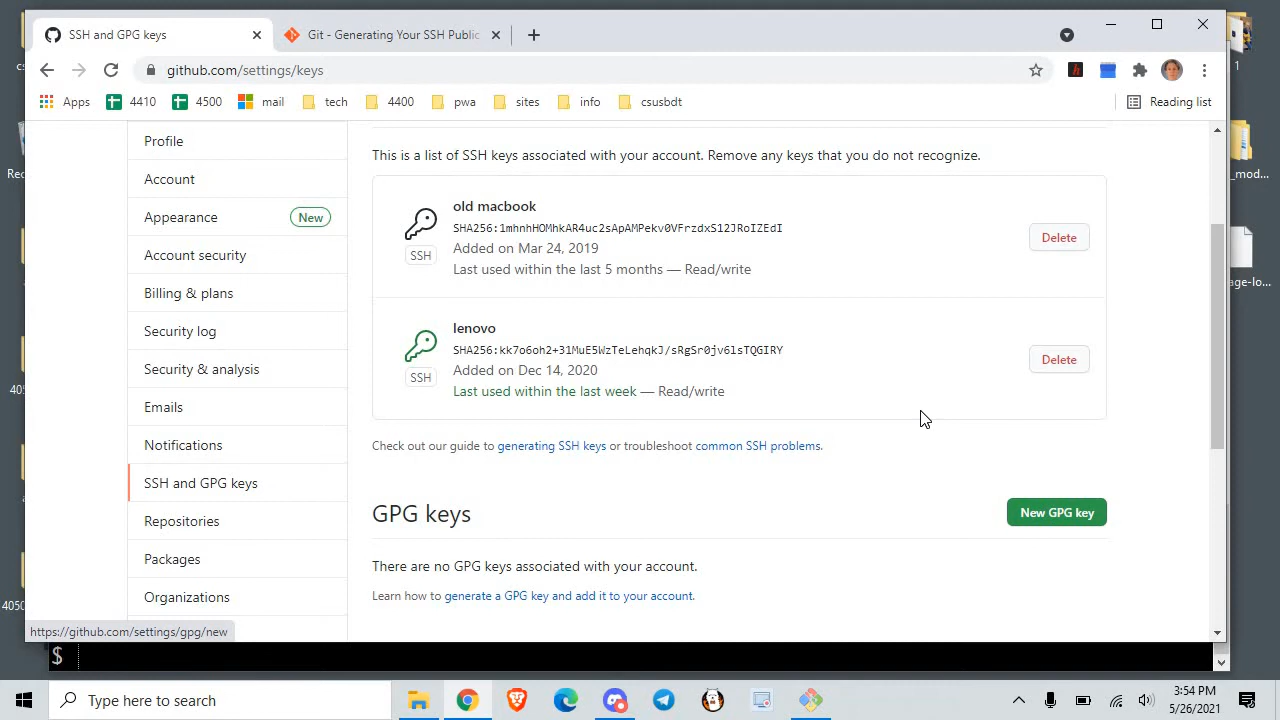 SSH and GPG keys
Git - Generating Your SSH Public
github.com/settings/keys
Apps
4410
4500
mail
tech
4400
pwa
sites
info
csusbdt
Reading list
1
Profile
Account
Appearance
New
Account security
Billing & plans
Security log
Security & analysis
Emails
Notifications
SSH and GPG keys
Repositories
Packages
Organizations
This is a list of SSH keys associated with your account. Remove any keys that you do not recognize.
old macbook
SHA256:1mhnhHOMhkAR4uc2sApAMPekv0VFrzdxS12JRoIZEdI
SSH
Added on Mar 24, 2019
Last used within the last 5 months — Read/write
Delete
lenovo
SHA256:kk7o6oh2+31MuE5WzTeLehqkJ/sRgSr0jv6lsTQGIRY
SSH
Added on Dec 14, 2020
Last used within the last week — Read/write
Delete
Check out our guide to generating SSH keys or troubleshoot common SSH problems.
GPG keys
New GPG key
There are no GPG keys associated with your account.
Learn how to generate a GPG key and add it to your account.
https://github.com/settings/gpg/new
$
Type here to search
3:54 PM
5/26/2021